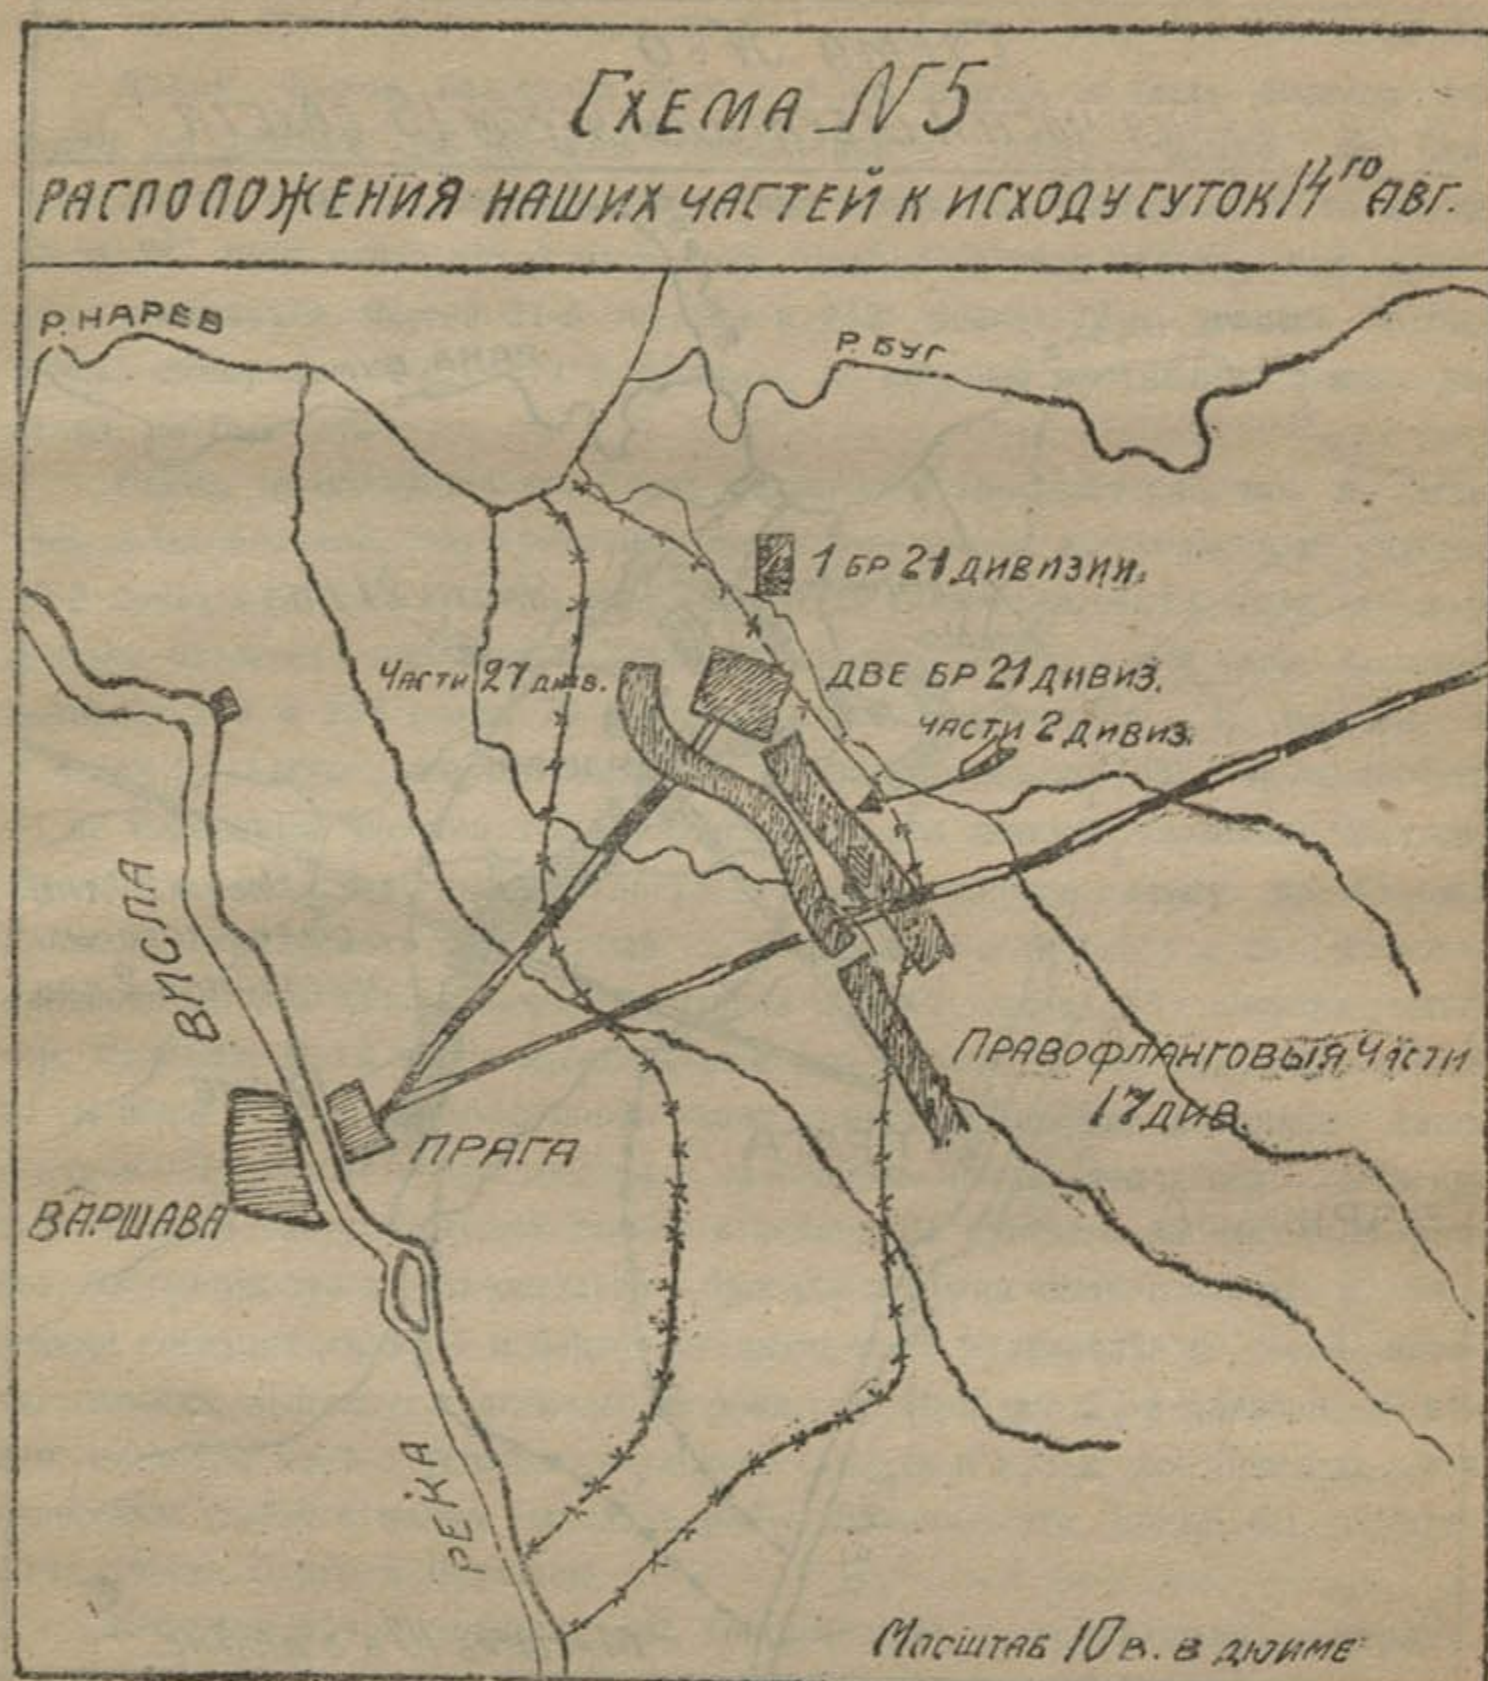 Схема №5
РАСПОЛОЖЕНИЯ НАШИХ ЧАСТЕЙ К ИСХОДУ СУТОК 14го АВГ.
Р. НАРЕВ
Р. БУГ
1 БР 21 ДИВИЗИИ.
Части 27 див.
ДВЕ БР 21 ДИВИЗ.
ЧАСТИ 2 ДИВИЗ.
ВИСЛА
ПРАВОФЛАНГОВЫЯ ЧАСТИ
17 ДИВ.
ПРАГА
ВАРШАВА
РЕКА
Масштаб 10 в. в дюйме